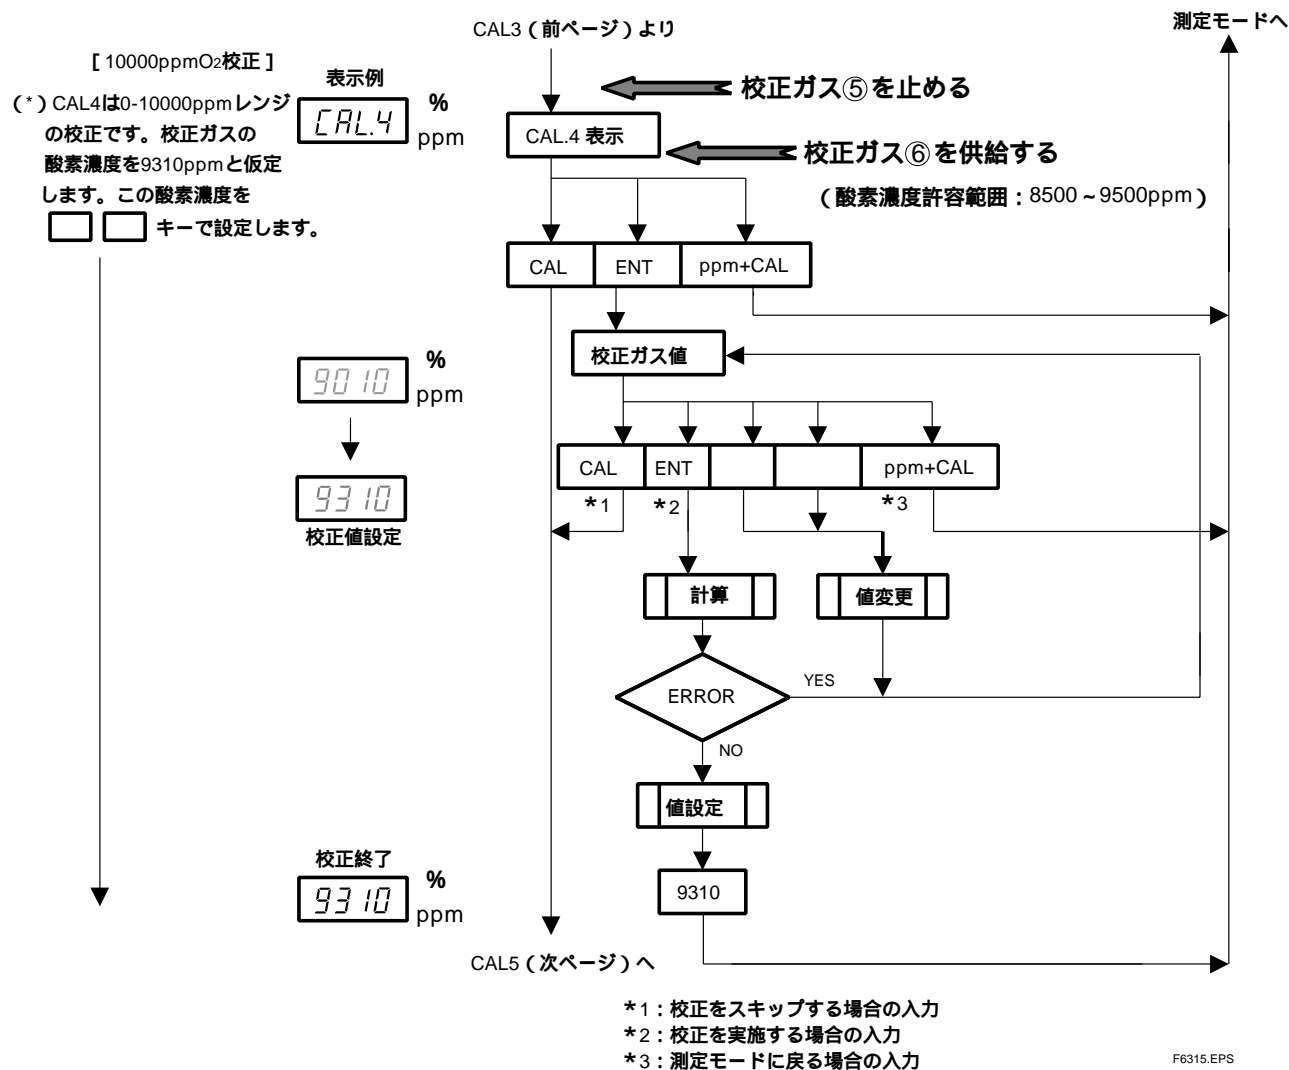 CAL3（前ページ）より
測定モードへ
[ 10000ppmO2校正 ]
表示例
（*）CAL4は0-10000ppmレンジ
の校正です。校正ガスの
酸素濃度を9310ppmと仮定
します。この酸素濃度を
キーで設定します。
CAL.4
%
ppm
校正ガス⑤を止める
CAL.4 表示
校正ガス⑥を供給する
（酸素濃度許容範囲：8500～9500ppm）
CAL
ENT
ppm+CAL
校正ガス値
9010
%
ppm
CAL
ENT
ppm+CAL
*1
*2
*3
9310
校正値設定
計算
値変更
ERROR
YES
NO
値設定
校正終了
9310
%
ppm
9310
CAL5（次ページ）へ
*1：校正をスキップする場合の入力
*2：校正を実施する場合の入力
*3：測定モードに戻る場合の入力
F6315.EPS